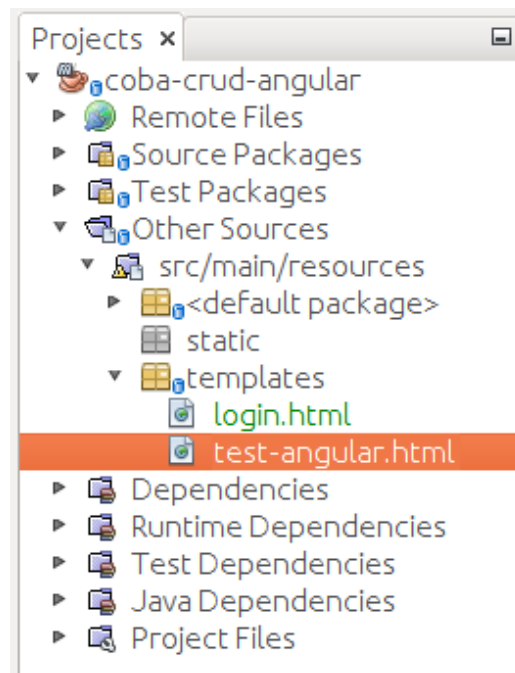 Projects ×
coba-crud-angular
Remote Files
Source Packages
Test Packages
Other Sources
src/main/resources
<default package>
static
templates
login.html
test-angular.html
Dependencies
Runtime Dependencies
Test Dependencies
Java Dependencies
Project Files